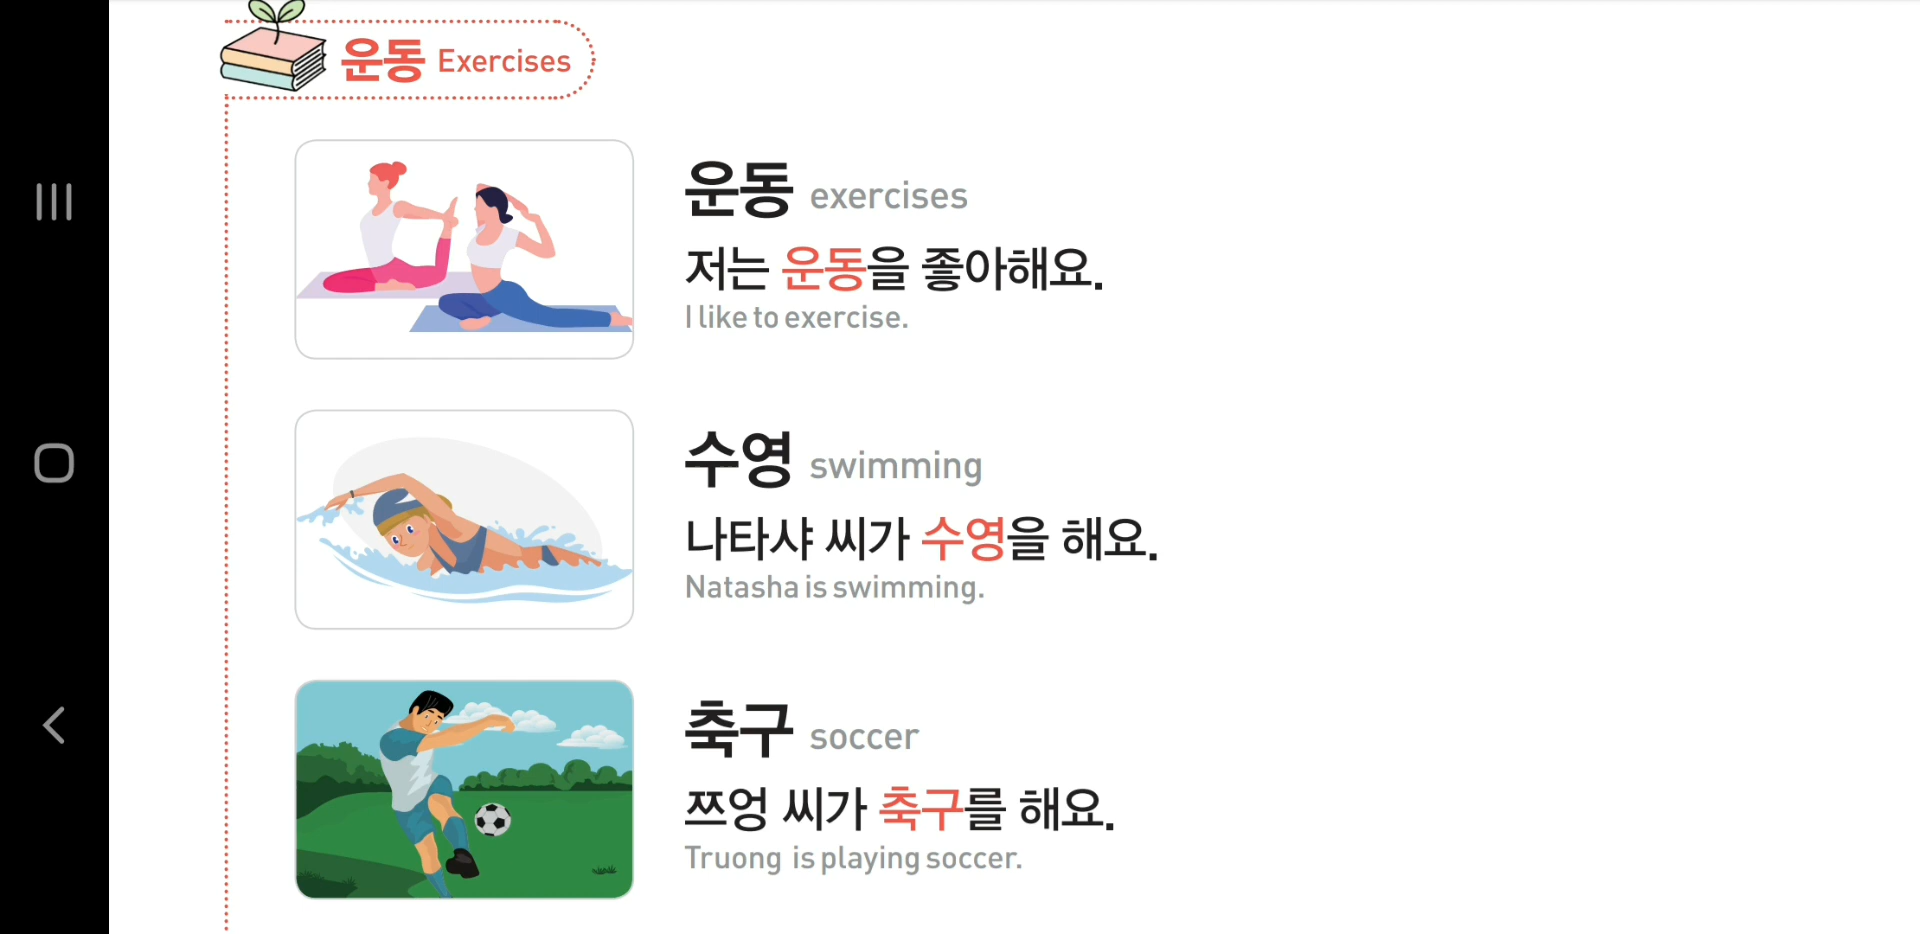 운동 Exercises
운동 exercises
저는 운동을 좋아해요.
I like to exercise.
수영 swimming
나타샤 씨가 수영을 해요.
Natasha is swimming.
축구 soccer
쯔엉 씨가 축구를 해요.
Truong is playing soccer.